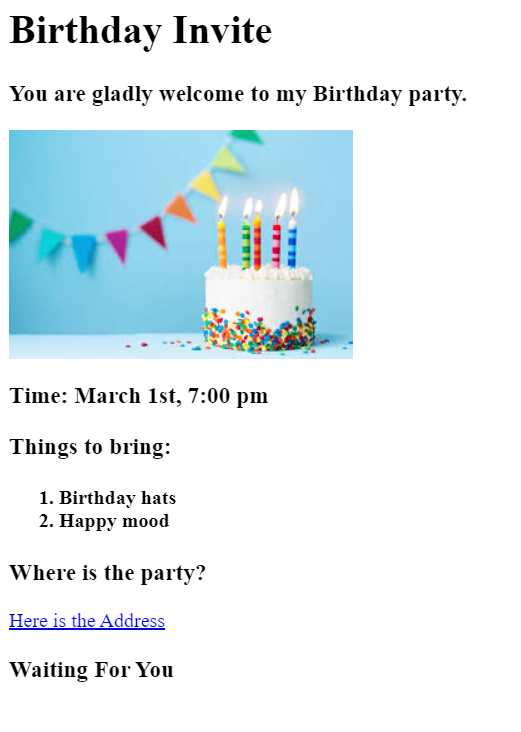 Birthday Invite
You are gladly welcome to my Birthday party.
Time: March 1st, 7:00 pm
Things to bring:
1. Birthday hats
2. Happy mood
Where is the party?
Here is the Address
Waiting For You